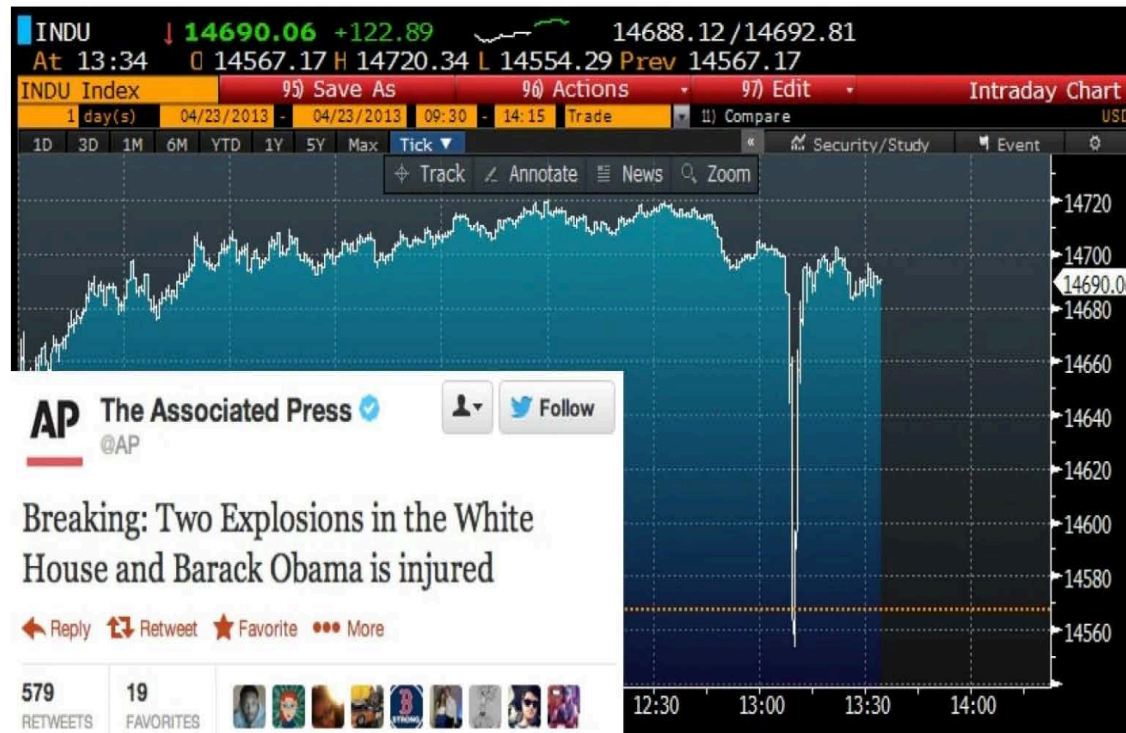 INDU ↓ 14690.06 +122.89 14688.12/14692.81
At 13:34 O 14567.17 H 14720.34 L 14554.29 Prev 14567.17
INDU Index 95) Save As 96) Actions 97) Edit Intraday Chart
1 day(s) 04/23/2013 - 04/23/2013 09:30 - 14:15 Trade 11) Compare USD
1D 3D 1M 6M YTD 1Y 5Y Max Tick ▼ « Security/Study Event
Track Annotate News Zoom
14720
14700
14690.06
14680
14660
14640
14620
14600
14580
14560
12:30 13:00 13:30 14:00
AP The Associated Press
@AP
Follow
Breaking: Two Explosions in the White
House and Barack Obama is injured
Reply Retweet Favorite ••• More
579 19
RETWEETS FAVORITES
B
STRONG